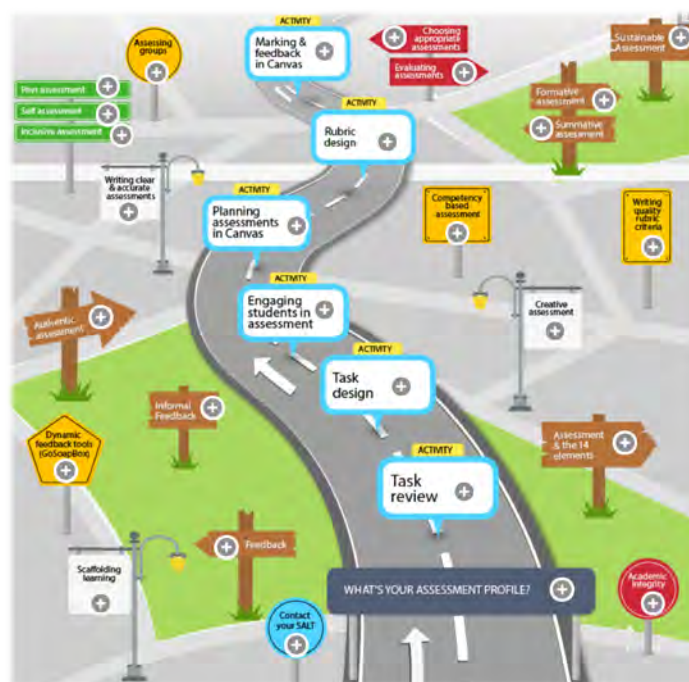 ACTIVITY
Marking &
feedback
in Canvas
Choosing
appropriate
assessments
Evaluating
assessments
Sustainable
Assessment
Assessing
groups
Peer assessment
Self assessment
Inclusive Assessment
Formative
assessment
Summative
assessment
ACTIVITY
Rubric
design
Writing clear
& accurate
assessments
ACTIVITY
Planning
assessments
in Canvas
Competency
based
assessment
Writing
quality
rubric
criteria
ACTIVITY
Engaging
students in
assessment
Creative
assessment
Authentic
assessment
ACTIVITY
Task
design
Informal
Feedback
Dynamic
feedback tools
(GoSoapBox)
Assessment
& the 14
elements
ACTIVITY
Task
review
Feedback
Scaffolding
learning
WHAT'S YOUR ASSESSMENT PROFILE?
Academic
Integrity
Contact
your SALT